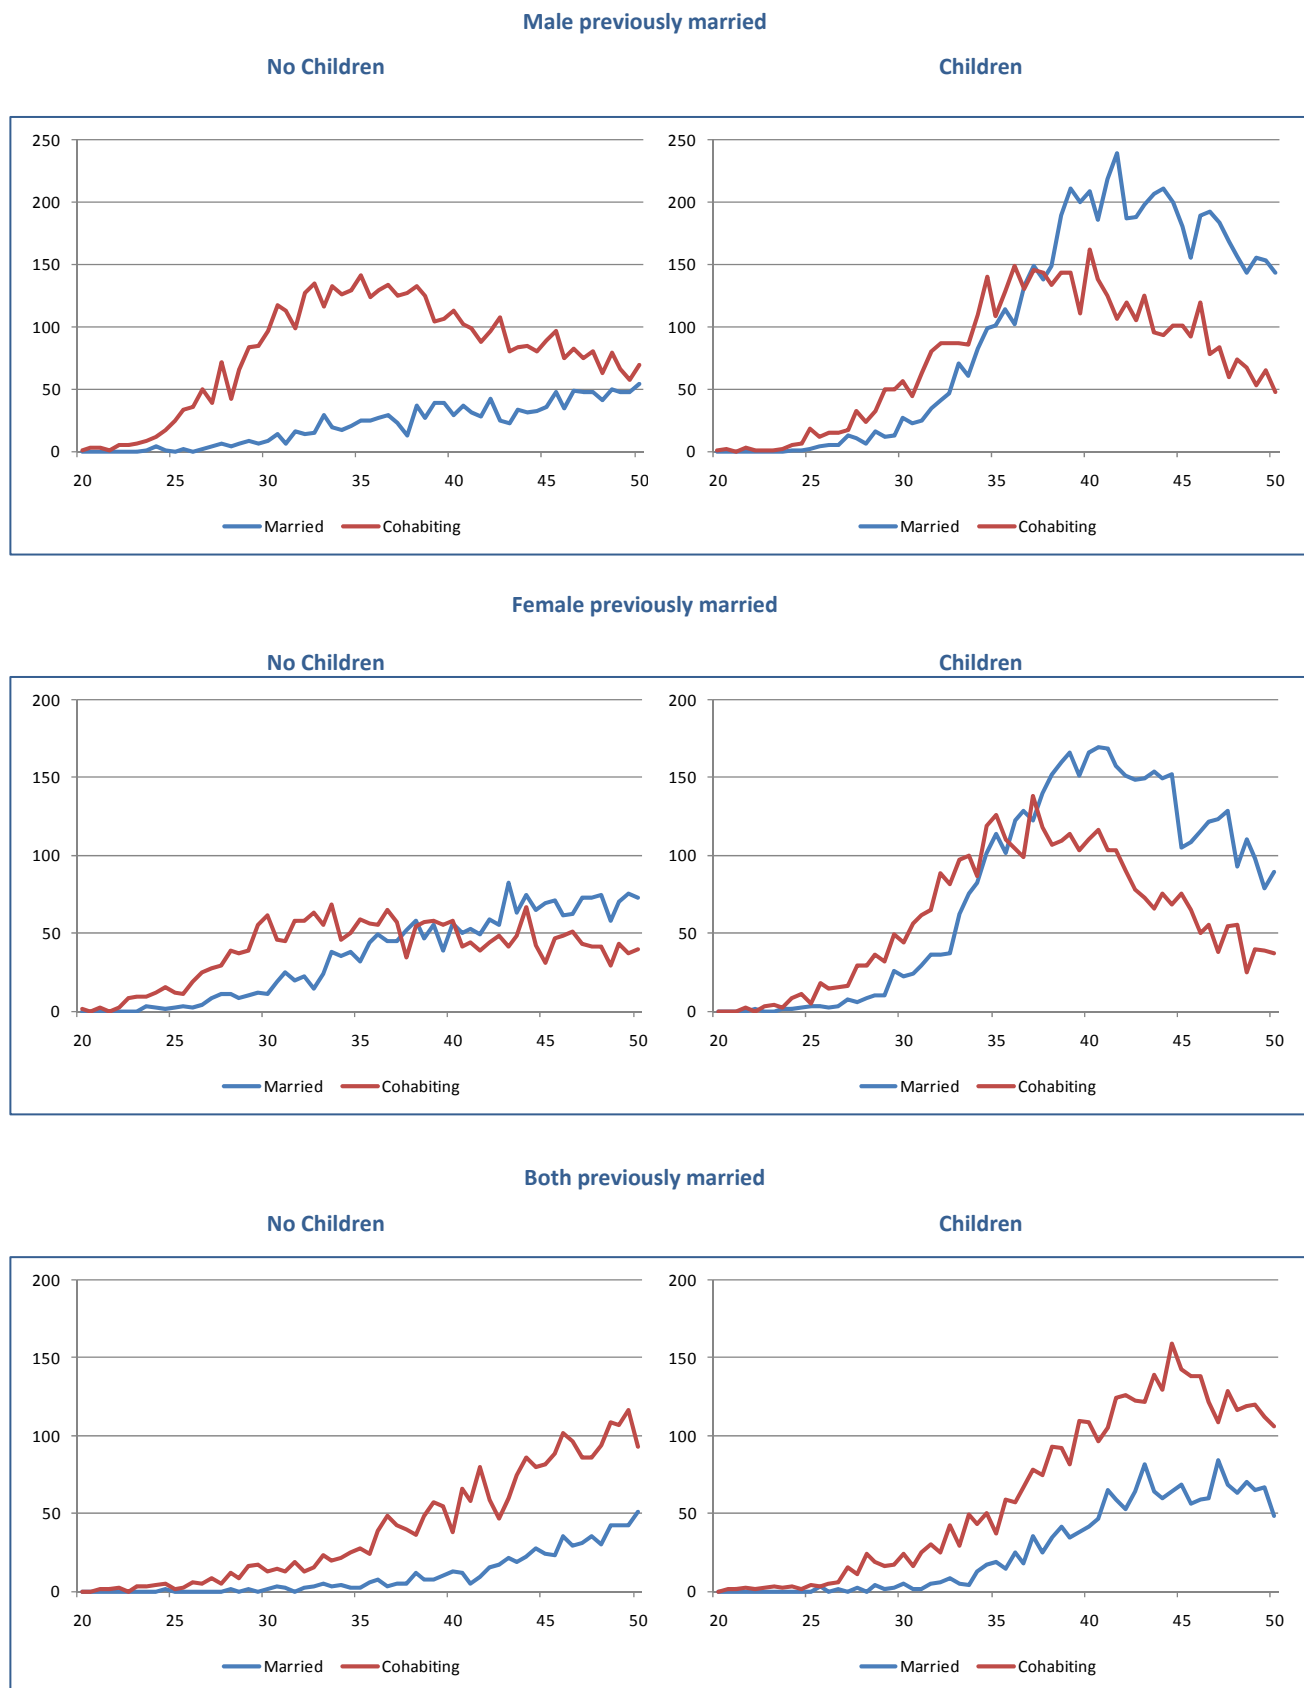 Male previously married
No Children Children
250 250
200 200
150 150
100 100
50 50
0 0
20 25 30 35 40 45 50 20 25 30 35 40 45 50
Married Cohabiting Married Cohabiting
Female previously married
No Children Children
200 200
150 150
100 100
50 50
0 0
20 25 30 35 40 45 50 20 25 30 35 40 45 50
Married Cohabiting Married Cohabiting
Both previously married
No Children Children
200 200
150 150
100 100
50 50
0 0
20 25 30 35 40 45 50 20 25 30 35 40 45 50
Married Cohabiting Married Cohabiting